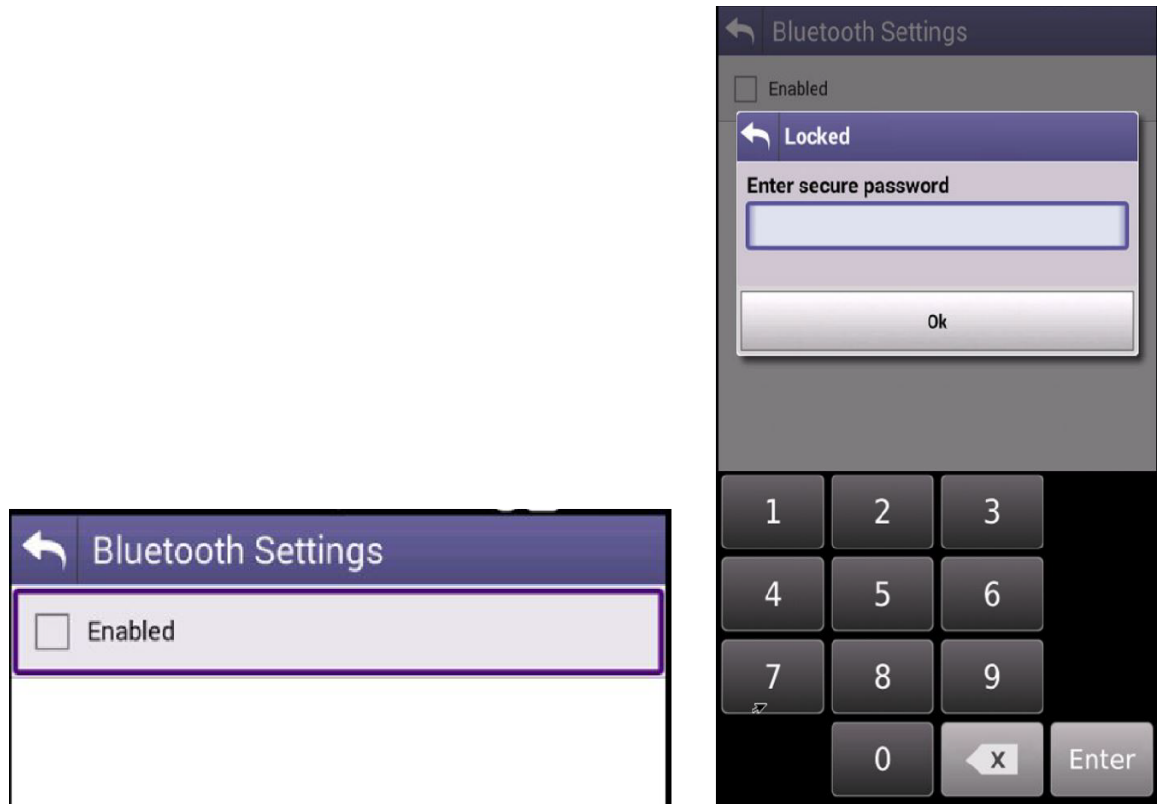 Bluetooth Settings
Enabled
Bluetooth Settings
Enabled
Locked
Enter secure password
Ok
1 2 3
4 5 6
7 8 9
0 X Enter